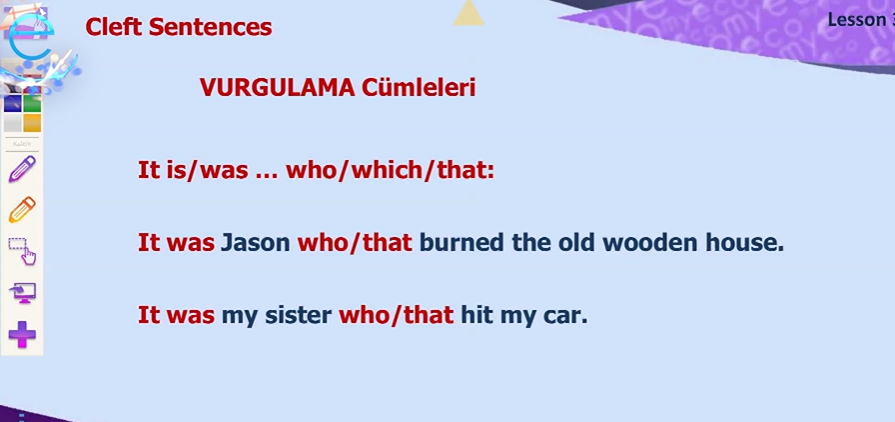 Cleft Sentences
Lesson 3
VURGULAMA Cümleleri
It is/was ... who/which/that:
It was Jason who/that burned the old wooden house.
It was my sister who/that hit my car.